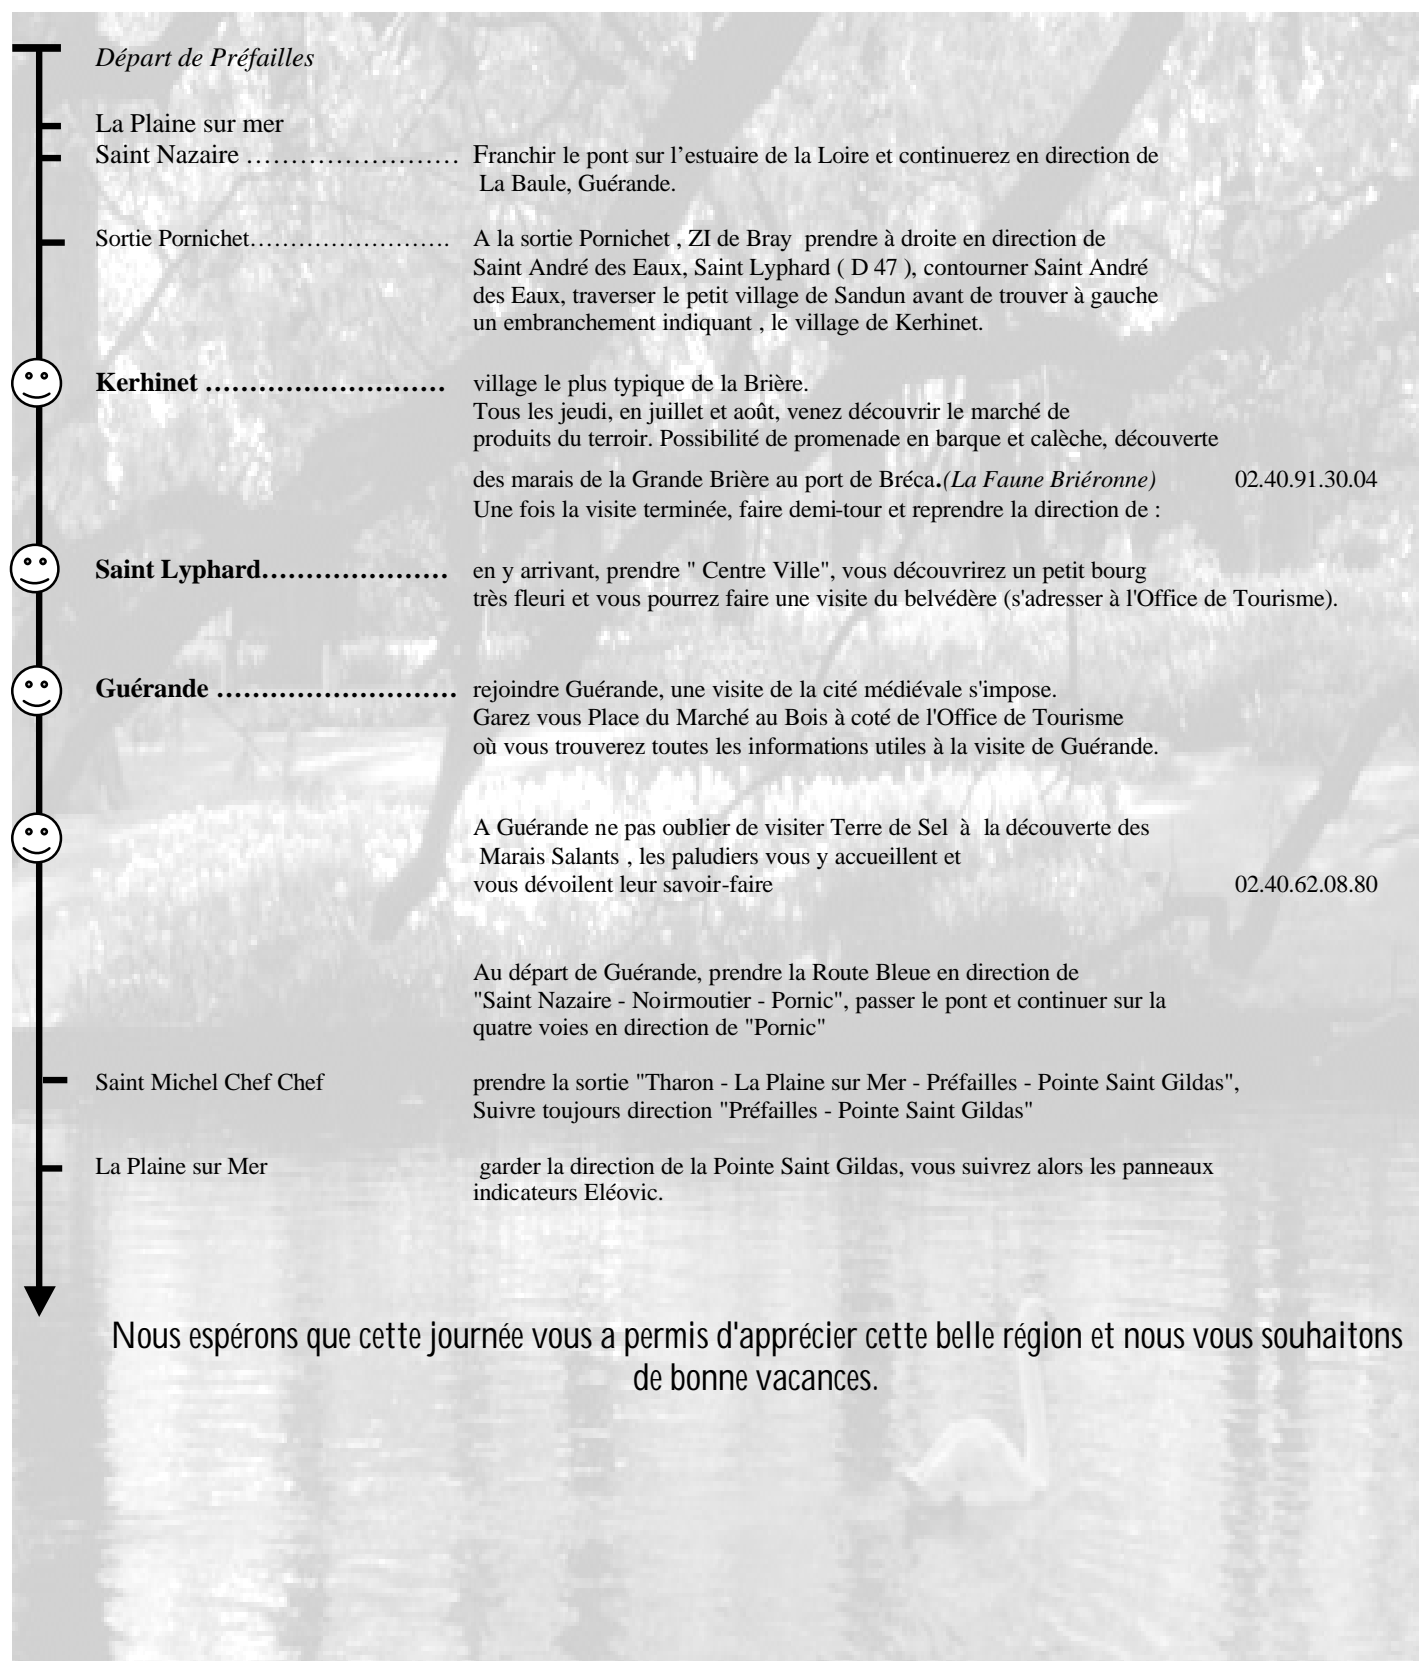 Départ de Préfailles
La Plaine sur mer
Saint Nazaire …………………… Franchir le pont sur l’estuaire de la Loire et continuerez en direction de
La Baule, Guérande.
Sortie Pornichet……………………. A la sortie Pornichet , ZI de Bray prendre à droite en direction de
Saint André des Eaux, Saint Lyphard ( D 47 ), contourner Saint André
des Eaux, traverser le petit village de Sandun avant de trouver à gauche
un embranchement indiquant , le village de Kerhinet.
Kerhinet ……………………… village le plus typique de la Brière.
Tous les jeudi, en juillet et août, venez découvrir le marché de
produits du terroir. Possibilité de promenade en barque et calèche, découverte
des marais de la Grande Brière au port de Bréca.(La Faune Briéronne) 02.40.91.30.04
Une fois la visite terminée, faire demi-tour et reprendre la direction de :
Saint Lyphard………………… en y arrivant, prendre " Centre Ville", vous découvrirez un petit bourg
très fleuri et vous pourrez faire une visite du belvédère (s'adresser à l'Office de Tourisme).
Guérande ……………………… rejoindre Guérande, une visite de la cité médiévale s'impose.
Garez vous Place du Marché au Bois à coté de l'Office de Tourisme
où vous trouverez toutes les informations utiles à la visite de Guérande.
A Guérande ne pas oublier de visiter Terre de Sel à la découverte des
Marais Salants , les paludiers vous y accueillent et
vous dévoilent leur savoir-faire 02.40.62.08.80
Au départ de Guérande, prendre la Route Bleue en direction de
"Saint Nazaire - Noirmoutier - Pornic", passer le pont et continuer sur la
quatre voies en direction de "Pornic"
Saint Michel Chef Chef prendre la sortie "Tharon - La Plaine sur Mer - Préfailles - Pointe Saint Gildas",
Suivre toujours direction "Préfailles - Pointe Saint Gildas"
La Plaine sur Mer garder la direction de la Pointe Saint Gildas, vous suivrez alors les panneaux
indicateurs Eléovic.
Nous espérons que cette journée vous a permis d'apprécier cette belle région et nous vous souhaitons
de bonne vacances.